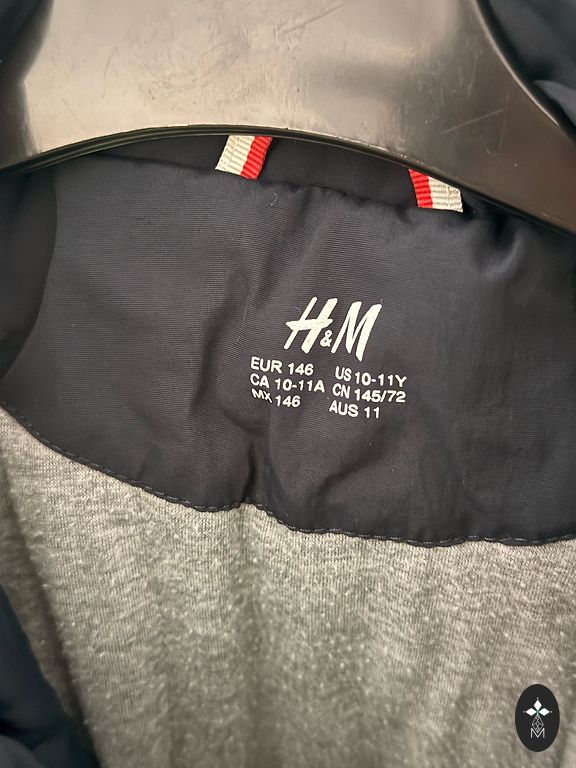 H&M
EUR 146 US 10-11Y
CA 10-11A CN 145/72
MX 146 AUS 11
M